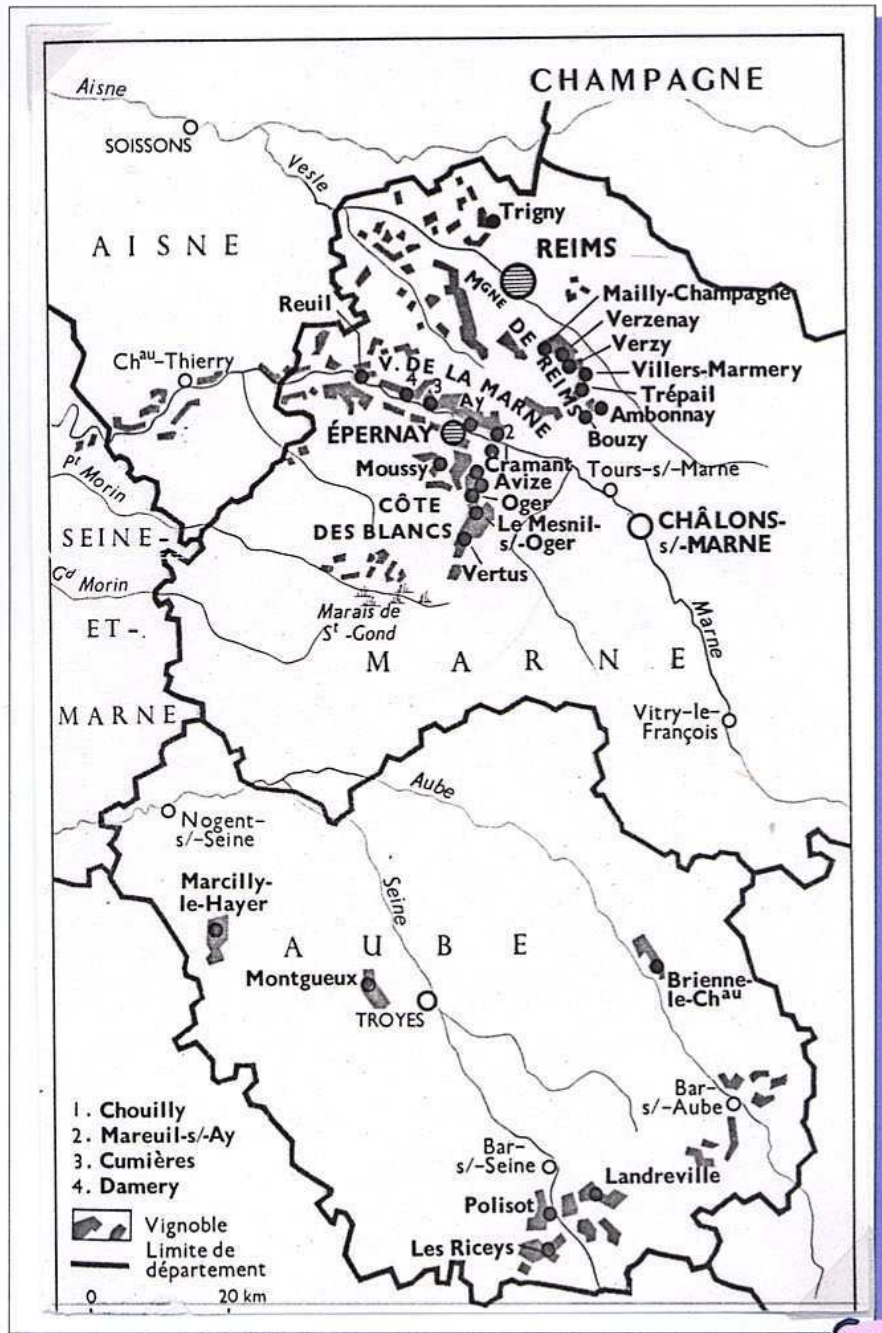 CHAMPAGNE
Aisne
SOISSONS
Vesle
Trigny
AISNE
REIMS
Mgne
DE REIMS
Mailly-Champagne
Reuil
Verzenay
Verzy
Chau-Thierry
V. DE LA MARNE
Villers-Marmery
4
3
Trépail
Ay
Ambonnay
ÉPERNAY
2
Bouzy
1
Moussy
Cramant
Tours-s/-Marne
Pt Morin
Avize
CÔTE
DES BLANCS
Oger
Le Mesnil-
s/-Oger
CHÂLONS-
s/-MARNE
SEINE-
ET-
MARNE
Vertus
Gd Morin
Marais de
St-Gond
Marne
MARNE
Vitry-le-
François
Aube
Nogent-
s/-Seine
Seine
Marcilly-
le-Hayer
AUBE
Montgueux
Brienne-
le-Chau
TROYES
Bar-
s/-Aube
Bar-
s/-Seine
Landreville
Polisot
Les Riceys
1. Chouilly
2. Mareuil-s/-Ay
3. Cumières
4. Damery
Vignoble
Limite de
département
0 20 km